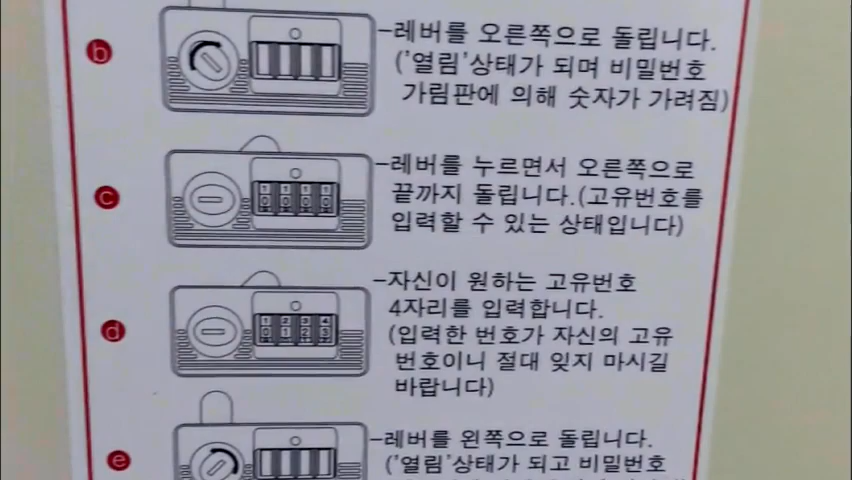 b
-레버를 오른쪽으로 돌립니다.
('열림'상태가 되며 비밀번호
가림판에 의해 숫자가 가려짐)
c
-레버를 누르면서 오른쪽으로
끝까지 돌립니다.(고유번호를
입력할 수 있는 상태입니다)
d
-자신이 원하는 고유번호
4자리를 입력합니다.
(입력한 번호가 자신의 고유
번호이니 절대 잊지 마시길
바랍니다)
e
-레버를 왼쪽으로 돌립니다.
('열림'상태가 되고 비밀번호